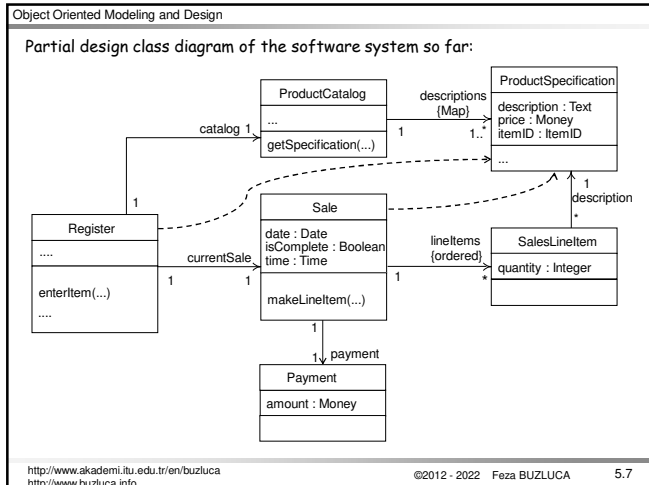 Object Oriented Modeling and Design
Partial design class diagram of the software system so far:
ProductCatalog
...
getSpecification(...)
descriptions
{Map}
1
1..*
ProductSpecification
description : Text
price : Money
itemID : ItemID
...
catalog 1
1
Register
....
enterItem(...)
....
currentSale
1
1
Sale
date : Date
isComplete : Boolean
time : Time
makeLineItem(...)
lineItems
{ordered}
1
*
1
description
*
SalesLineItem
quantity : Integer
1
1 payment
Payment
amount : Money
http://www.akademi.itu.edu.tr/en/buzluca
http://www.buzluca.info
©2012 - 2022 Feza BUZLUCA 5.7